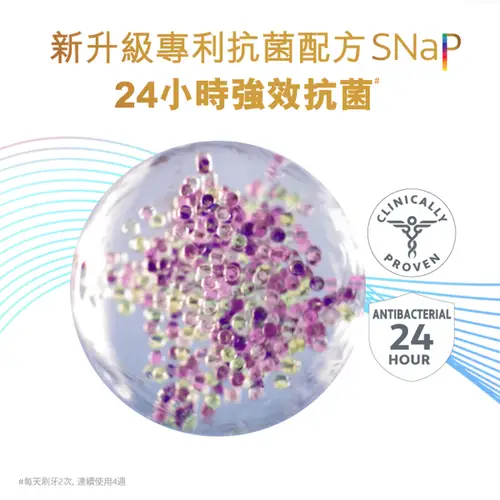 新升級專利抗菌配方 SNaP
24小時強效抗菌#
CLINICALLY
PROVEN
ANTIBACTERIAL
24
HOUR
#每天刷牙2次, 連續使用4週